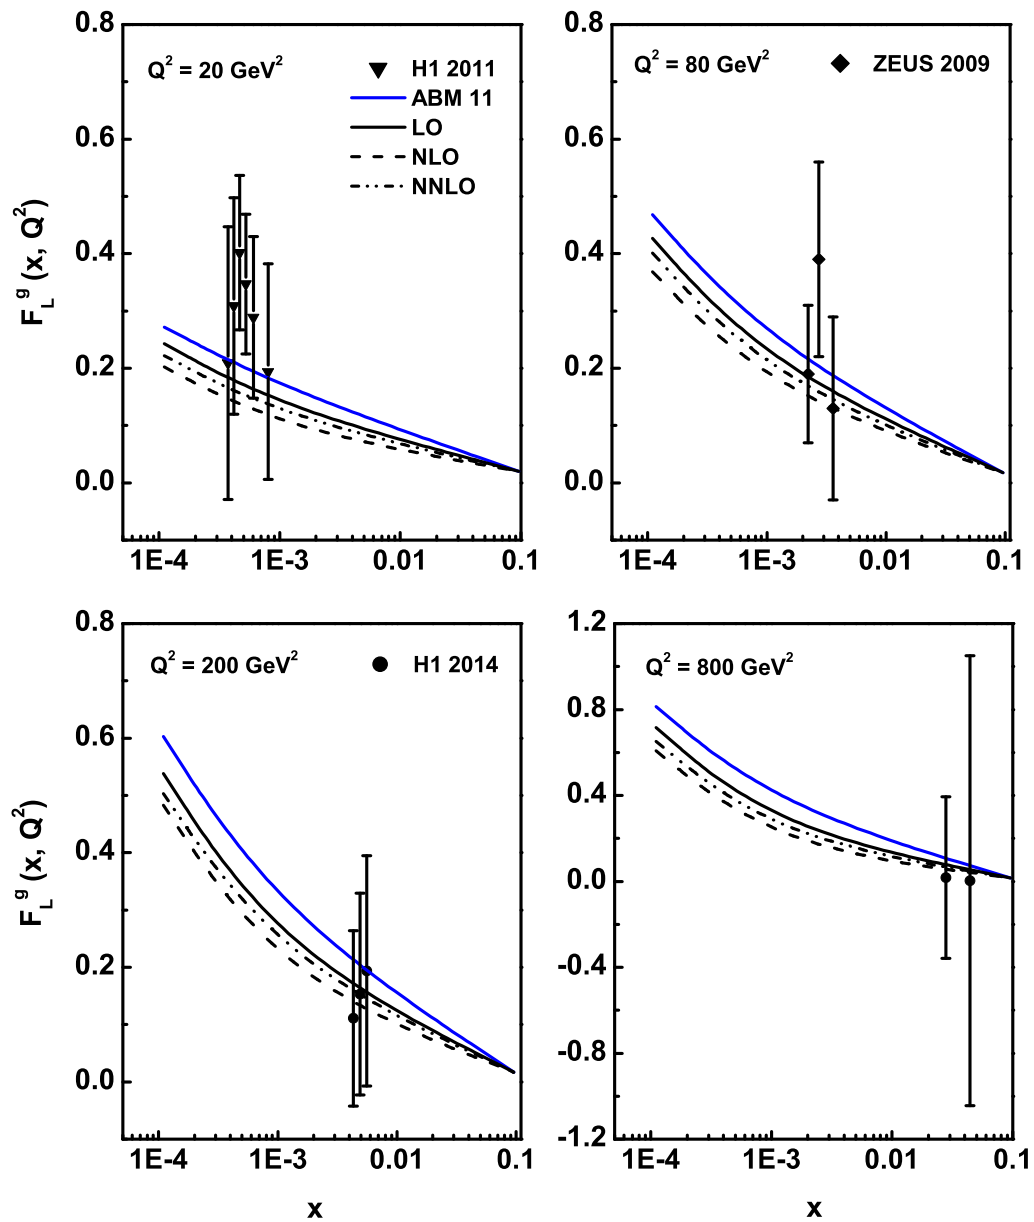 0.8
Q² = 20 GeV²
H1 2011
ABM 11
LO
NLO
NNLO
0.6
0.4
0.2
0.0
F_L^g (x, Q²)
1E-4 1E-3 0.01 0.1
0.8
Q² = 80 GeV²
ZEUS 2009
0.6
0.4
0.2
0.0
1E-4 1E-3 0.01 0.1
0.8
Q² = 200 GeV²
H1 2014
0.6
0.4
0.2
0.0
F_L^g (x, Q²)
1E-4 1E-3 0.01 0.1
x
1.2
Q² = 800 GeV²
0.8
0.4
0.0
-0.4
-0.8
-1.2
1E-4 1E-3 0.01 0.1
x